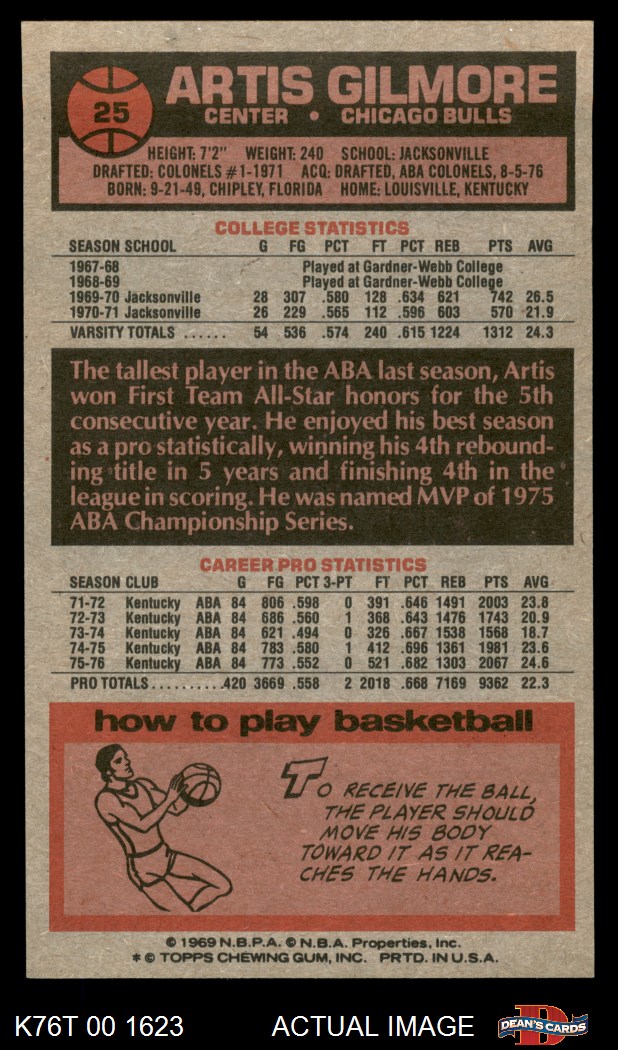 25
ARTIS GILMORE
CENTER • CHICAGO BULLS
HEIGHT: 7'2" WEIGHT: 240 SCHOOL: JACKSONVILLE
DRAFTED: COLONELS #1-1971 ACQ: DRAFTED, ABA COLONELS, 8-5-76
BORN: 9-21-49, CHIPLEY, FLORIDA HOME: LOUISVILLE, KENTUCKY
COLLEGE STATISTICS
SEASON SCHOOL G FG PCT FT PCT REB PTS AVG
1967-68 Played at Gardner-Webb College
1968-69 Played at Gardner-Webb College
1969-70 Jacksonville 28 307 .580 128 .634 621 742 26.5
1970-71 Jacksonville 26 229 .565 112 .596 603 570 21.9
VARSITY TOTALS ...... 54 536 .574 240 .615 1224 1312 24.3
The tallest player in the ABA last season, Artis
won First Team All-Star honors for the 5th
consecutive year. He enjoyed his best season
as a pro statistically, winning his 4th rebound-
ing title in 5 years and finishing 4th in the
league in scoring. He was named MVP of 1975
ABA Championship Series.
CAREER PRO STATISTICS
SEASON CLUB G FG PCT 3-PT FT PCT REB PTS AVG
71-72 Kentucky ABA 84 806 .598 0 391 .646 1491 2003 23.8
72-73 Kentucky ABA 84 686 .560 1 368 .643 1476 1743 20.9
73-74 Kentucky ABA 84 621 .494 0 326 .667 1538 1568 18.7
74-75 Kentucky ABA 84 783 .580 1 412 .696 1361 1981 23.6
75-76 Kentucky ABA 84 773 .552 0 521 .682 1303 2067 24.6
PRO TOTALS..........420 3669 .558 2 2018 .668 7169 9362 22.3
how to play basketball
TO RECEIVE THE BALL,
THE PLAYER SHOULD
MOVE HIS BODY
TOWARD IT AS IT REA-
CHES THE HANDS.
© 1969 N.B.P.A. © N.B.A. Properties, Inc.
* © TOPPS CHEWING GUM, INC. PRTD. IN U.S.A.
K76T 00 1623 ACTUAL IMAGE
D
DEAN'S CARDS